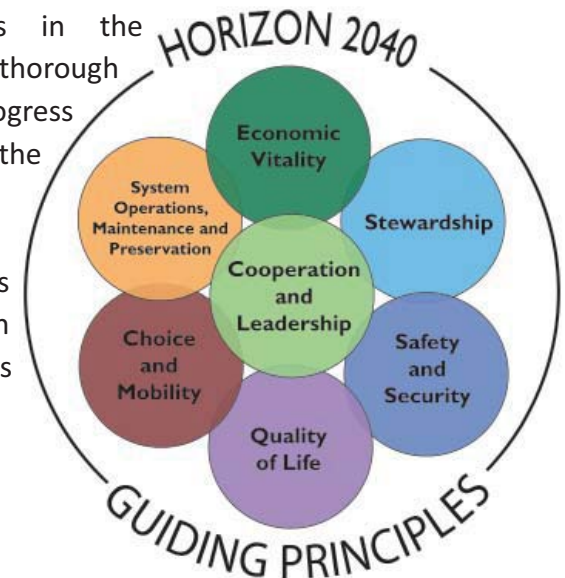 s in the
thorough
ogress
the
s
n
s
HORIZON 2040
Economic
Vitality
System
Operations,
Maintenance and
Preservation
Stewardship
Cooperation
and
Leadership
Choice
and
Mobility
Safety
and
Security
Quality
of Life
GUIDING PRINCIPLES